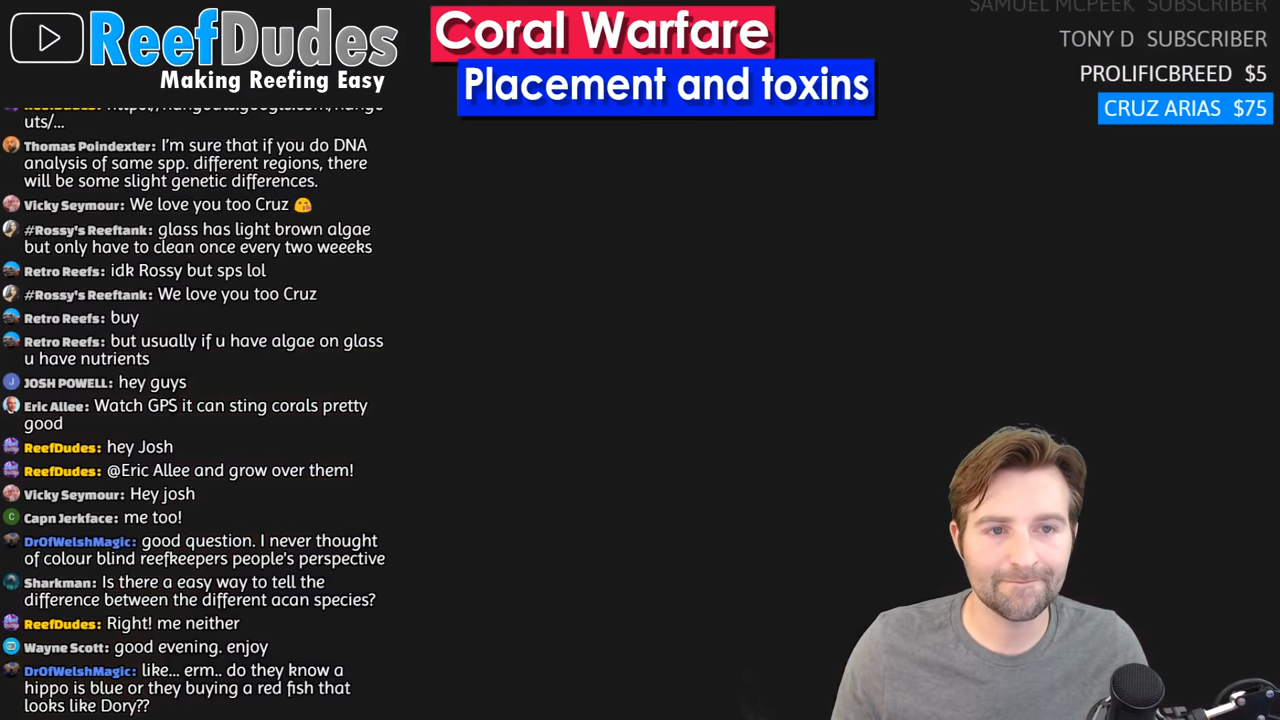 ReefDudes
Making Reefing Easy
Coral Warfare
Placement and toxins
SAMUEL MCPEEK SUBSCRIBER
TONY D SUBSCRIBER
PROLIFICBREED $5
CRUZ ARIAS $75
uts/...
Thomas Poindexter: I'm sure that if you do DNA
analysis of same spp. different regions, there
will be some slight genetic differences.
Vicky Seymour: We love you too Cruz 😘
#Rossy's Reeftank: glass has light brown algae
but only have to clean once every two weeeks
Retro Reefs: idk Rossy but sps lol
#Rossy's Reeftank: We love you too Cruz
Retro Reefs: buy
Retro Reefs: but usually if u have algae on glass
u have nutrients
J JOSH POWELL: hey guys
Eric Allee: Watch GPS it can sting corals pretty
good
ReefDudes: hey Josh
ReefDudes: @Eric Allee and grow over them!
Vicky Seymour: Hey josh
C Capn Jerkface: me too!
DrOfWelshMagic: good question. I never thought
of colour blind reefkeepers people's perspective
Sharkman: Is there a easy way to tell the
difference between the different acan species?
ReefDudes: Right! me neither
Wayne Scott: good evening. enjoy
DrOfWelshMagic: like... erm.. do they know a
hippo is blue or they buying a red fish that
looks like Dory??